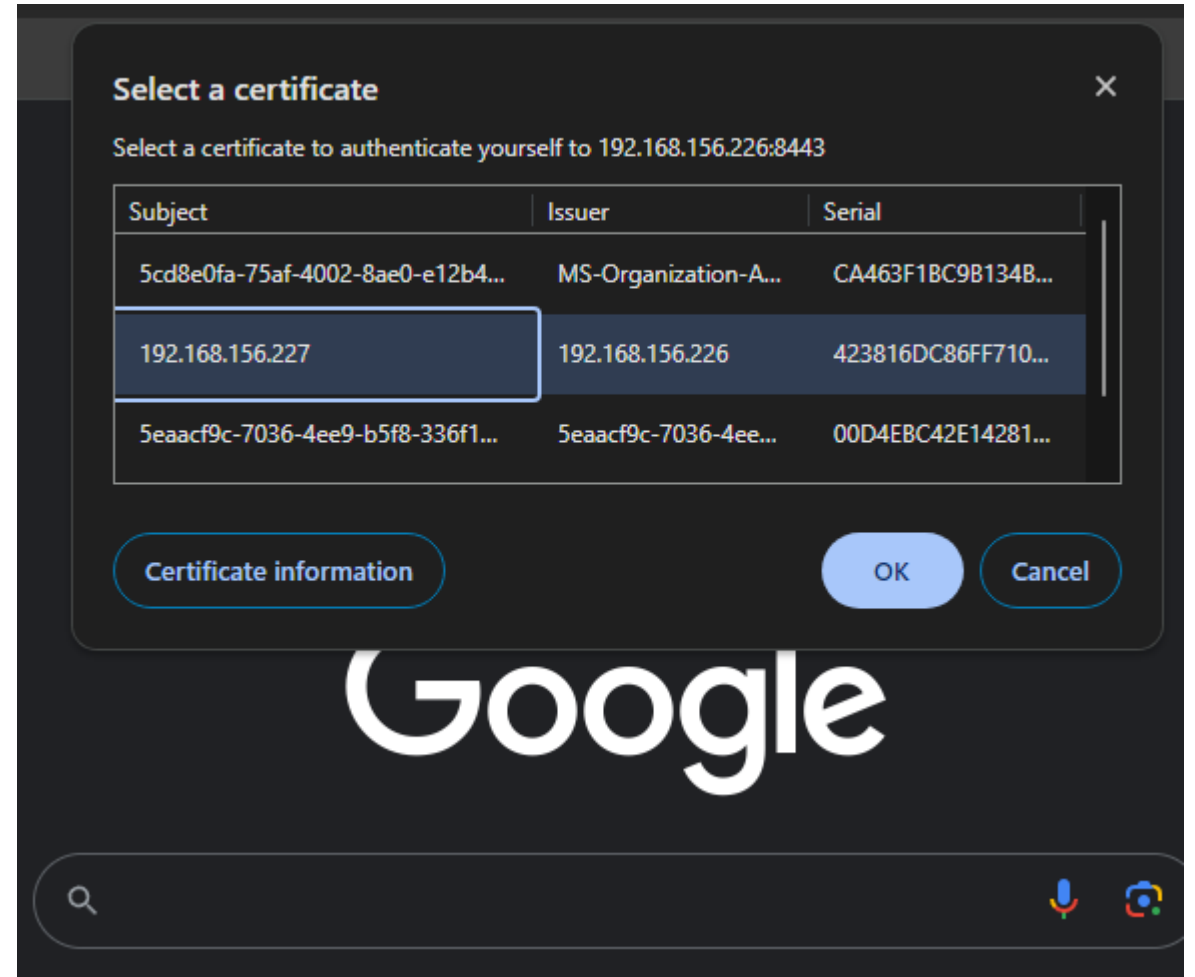 Select a certificate
Select a certificate to authenticate yourself to 192.168.156.226:8443
Subject Issuer Serial
5cd8e0fa-75af-4002-8ae0-e12b4... MS-Organization-A... CA463F1BC9B134B...
192.168.156.227 192.168.156.226 423816DC86FF710...
5eaacf9c-7036-4ee9-b5f8-336f1... 5eaacf9c-7036-4ee... 00D4EBC42E14281...
Certificate information OK Cancel
Google